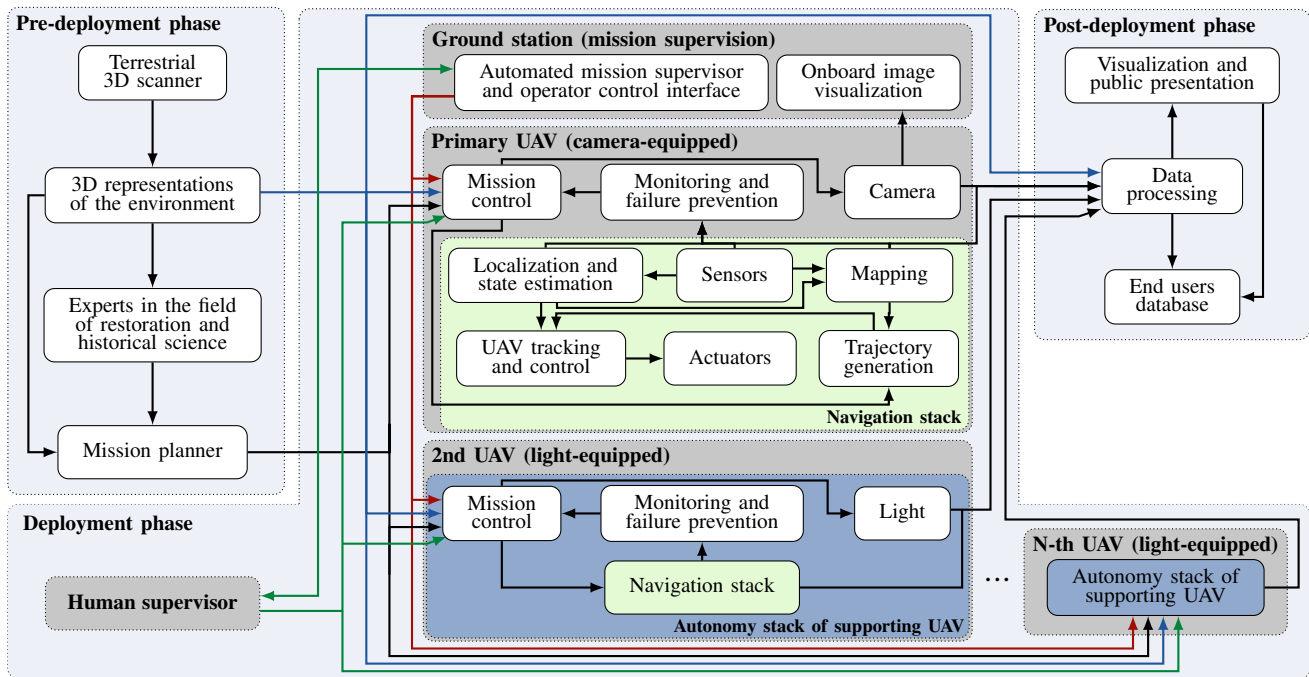 Pre-deployment phase
Terrestrial
3D scanner
3D representations
of the environment
Experts in the field
of restoration and
historical science
Mission planner
Deployment phase
Human supervisor
Ground station (mission supervision)
Automated mission supervisor
and operator control interface
Onboard image
visualization
Primary UAV (camera-equipped)
Mission
control
Monitoring and
failure prevention
Camera
Localization and
state estimation
Sensors
Mapping
UAV tracking
and control
Actuators
Trajectory
generation
Navigation stack
2nd UAV (light-equipped)
Mission
control
Monitoring and
failure prevention
Light
Navigation stack
Autonomy stack of supporting UAV
...
N-th UAV (light-equipped)
Autonomy stack of
supporting UAV
Post-deployment phase
Visualization and
public presentation
Data
processing
End users
database